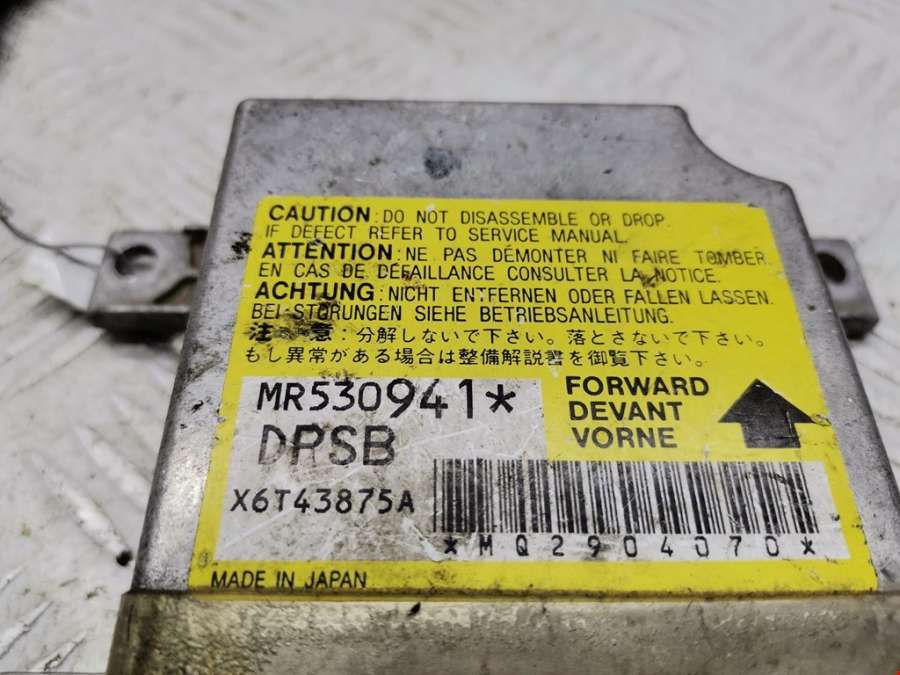 CAUTION : DO NOT DISASSEMBLE OR DROP.
IF DEFECT REFER TO SERVICE MANUAL.
ATTENTION : NE PAS DÉMONTER NI FAIRE TOMBER.
EN CAS DE DÉFAILLANCE CONSULTER LA NOTICE.
ACHTUNG : NICHT ENTFERNEN ODER FALLEN LASSEN.
BEI STÖRUNGEN SIEHE BETRIEBSANLEITUNG.
注 意 : 分解しないで下さい。落とさないで下さい。
もし異常がある場合は整備解説書を御覧下さい。
MR530941*
DPSB
X6T43875A
FORWARD
DEVANT
VORNE
*MQ2904070*
MADE IN JAPAN